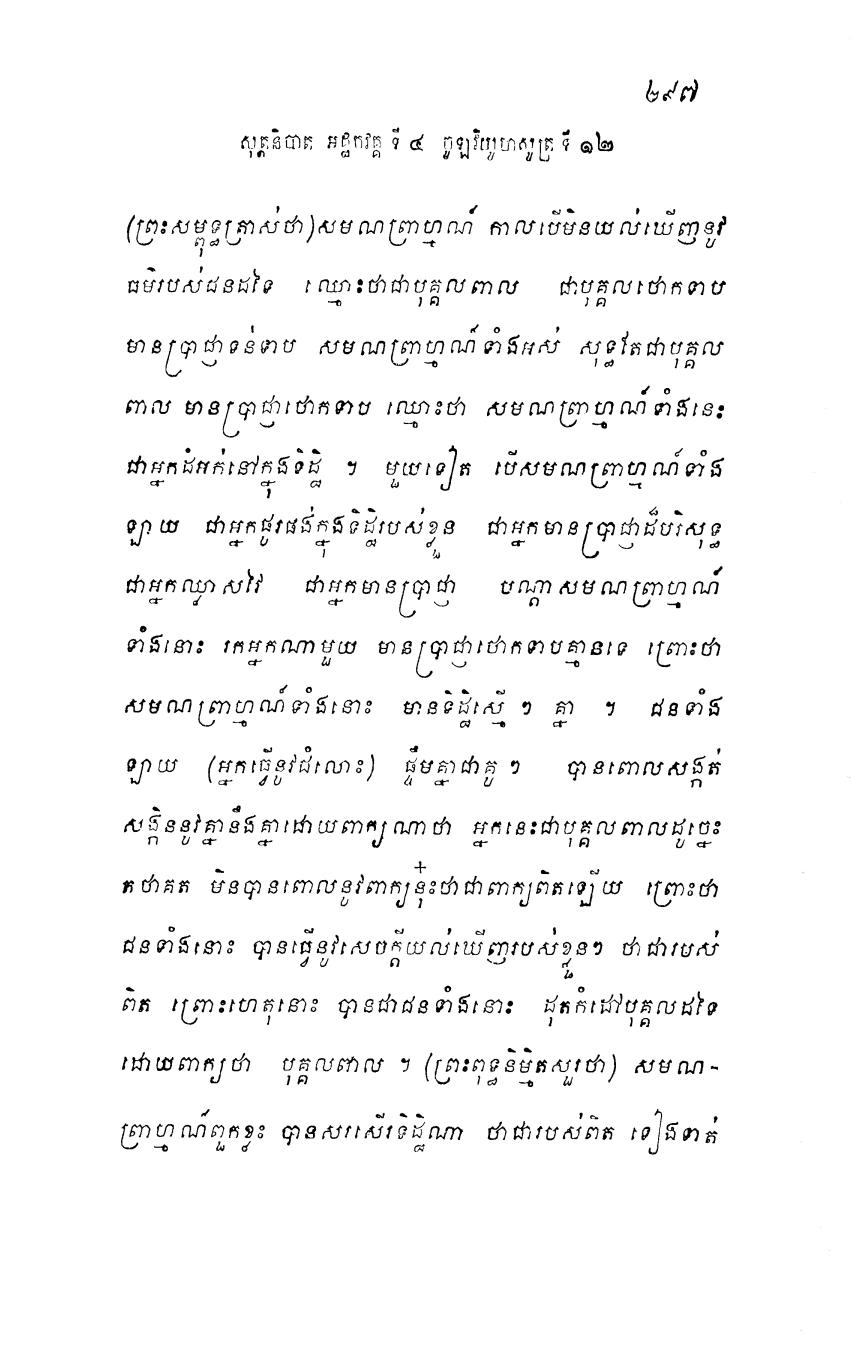 ២៩៧
សុត្តនិបាត អដ្ឋកវគ្គ ទី ៤ ចូឡវិយូហសូត្រ ទី ១២
(ព្រះសម្ពុទ្ធត្រាស់ថា)សមណព្រាហ្មណ៍ កាលបើមិនយល់ឃើញនូវ
ធម៌របស់ជនដទៃ ឈ្មោះថាជាបុគ្គលពាល ជាបុគ្គលថោកទាប
មានប្រាជ្ញាទន់ទាប សមណព្រាហ្មណ៍ទាំងអស់ សុទ្ធតែជាបុគ្គល
ពាល មានប្រាជ្ញាថោកទាប ឈ្មោះថា សមណព្រាហ្មណ៍ទាំងនេះ
ជាអ្នកដំអក់នៅក្នុងទិដ្ឋិ ។ មួយទៀត បើសមណព្រាហ្មណ៍ទាំង
ឡាយ ជាអ្នកផូរផង់ក្នុងទិដ្ឋិរបស់ខ្លួន ជាអ្នកមានប្រាជ្ញាដ៏បរិសុទ្ធ
ជាអ្នកឈ្លាសវៃ ជាអ្នកមានប្រាជ្ញា បណ្តាសមណព្រាហ្មណ៍
ទាំងនោះ រកអ្នកណាមួយ មានប្រាជ្ញាថោកទាបគ្មានទេ ព្រោះថា
សមណព្រាហ្មណ៍ទាំងនោះ មានទិដ្ឋិស្មើ ៗ គ្នា ។ ជនទាំង
ឡាយ (អ្នកធ្វើនូវជំលោះ) ផ្ទឹមគ្នាជាគូ ៗ បានពោលសង្កត់
សង្កិននូវគ្នានឹងគ្នាដោយពាក្យណាថា អ្នកនេះជាបុគ្គលពាលដូច្នេះ
តថាគត មិនបានពោលនូវពាក្យនុ៎ះថាជាពាក្យពិតឡើយ ព្រោះថា
ជនទាំងនោះ បានធ្វើនូវសេចក្តីយល់ឃើញរបស់ខ្លួនៗ ថាជារបស់
ពិត ព្រោះហេតុនោះ បានជាជនទាំងនោះ ដុតកំដៅបុគ្គលដទៃ
ដោយពាក្យថា បុគ្គលពាល ។ (ព្រះពុទ្ធនិម្មិតសួរថា) សមណ-
ព្រាហ្មណ៍ពួកខ្លះ បានសរសើរទិដ្ឋិណា ថាជារបស់ពិត ទៀងទាត់